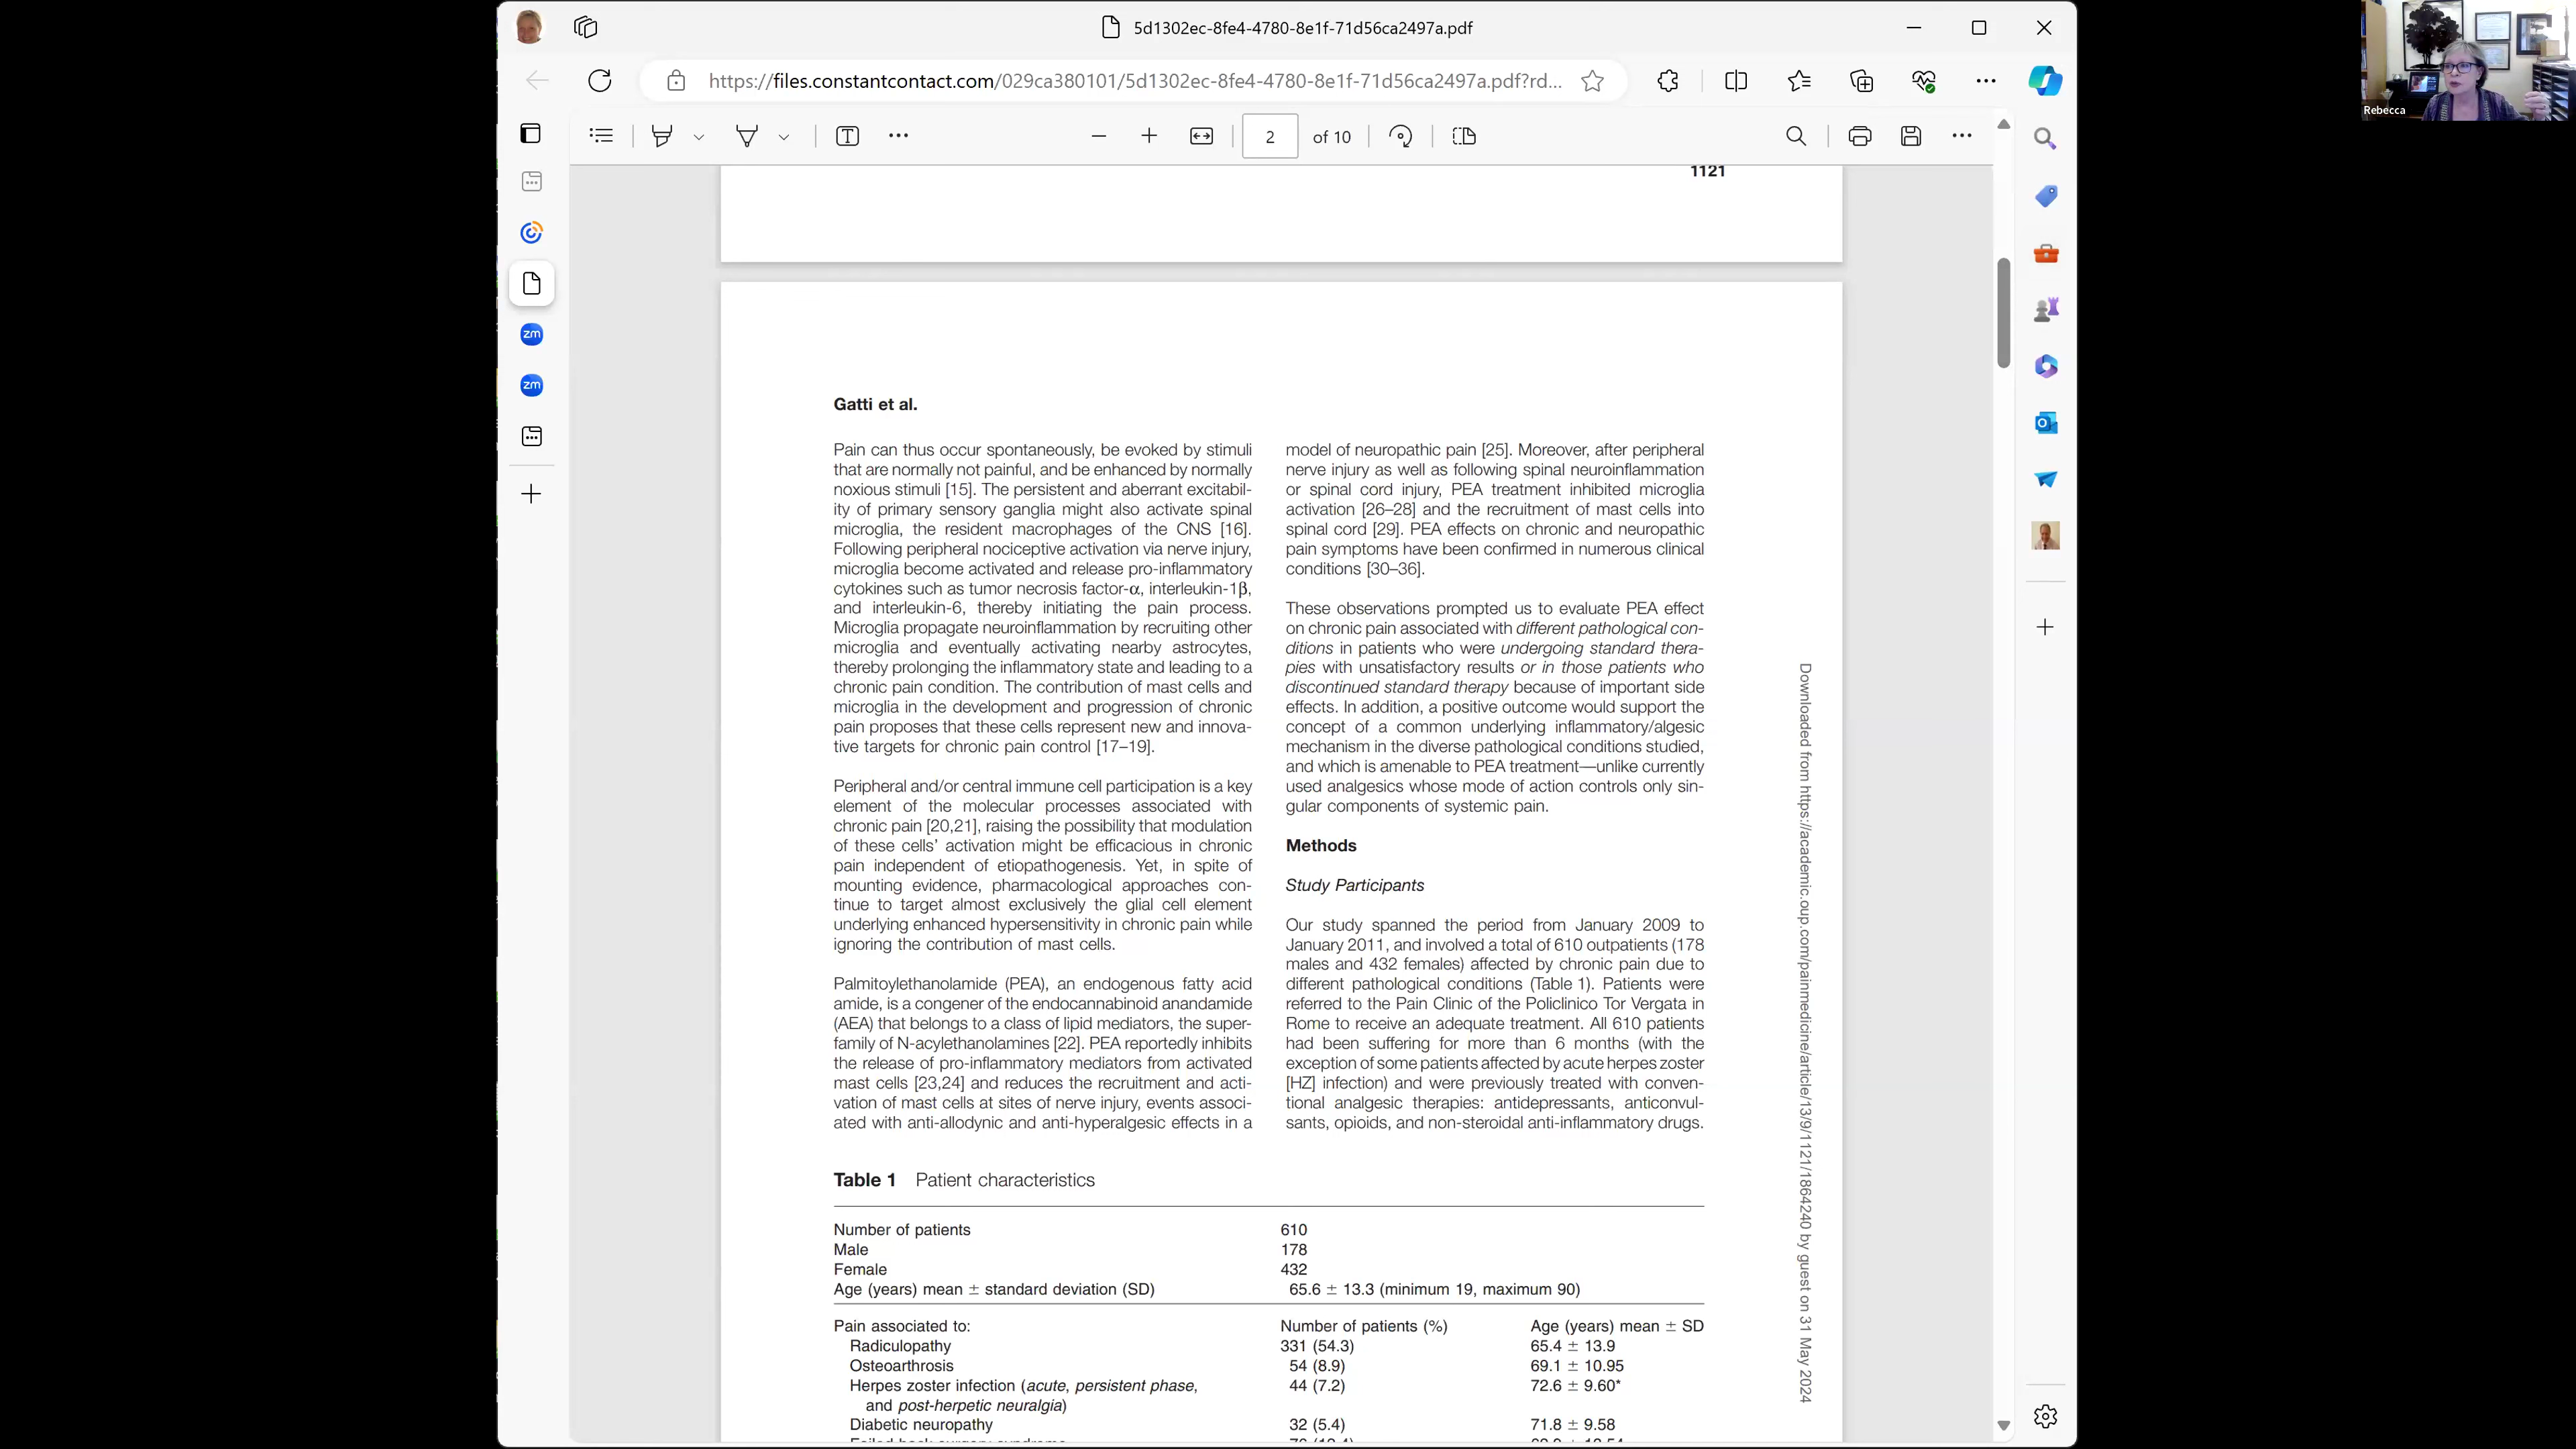 5d1302ec-8fe4-4780-8e1f-71d56ca2497a.pdf
https://files.constantcontact.com/029ca380101/5d1302ec-8fe4-4780-8e1f-71d56ca2497a.pdf?rd...
2 of 10
Rebecca
zm
zm
1121
Gatti et al.
Pain can thus occur spontaneously, be evoked by stimuli
that are normally not painful, and be enhanced by normally
noxious stimuli [15]. The persistent and aberrant excitabil-
ity of primary sensory ganglia might also activate spinal
microglia, the resident macrophages of the CNS [16].
Following peripheral nociceptive activation via nerve injury,
microglia become activated and release pro-inflammatory
cytokines such as tumor necrosis factor-α, interleukin-1β,
and interleukin-6, thereby initiating the pain process.
Microglia propagate neuroinflammation by recruiting other
microglia and eventually activating nearby astrocytes,
thereby prolonging the inflammatory state and leading to a
chronic pain condition. The contribution of mast cells and
microglia in the development and progression of chronic
pain proposes that these cells represent new and innova-
tive targets for chronic pain control [17–19].
Peripheral and/or central immune cell participation is a key
element of the molecular processes associated with
chronic pain [20,21], raising the possibility that modulation
of these cells' activation might be efficacious in chronic
pain independent of etiopathogenesis. Yet, in spite of
mounting evidence, pharmacological approaches con-
tinue to target almost exclusively the glial cell element
underlying enhanced hypersensitivity in chronic pain while
ignoring the contribution of mast cells.
Palmitoylethanolamide (PEA), an endogenous fatty acid
amide, is a congener of the endocannabinoid anandamide
(AEA) that belongs to a class of lipid mediators, the super-
family of N-acylethanolamines [22]. PEA reportedly inhibits
the release of pro-inflammatory mediators from activated
mast cells [23,24] and reduces the recruitment and acti-
vation of mast cells at sites of nerve injury, events associ-
ated with anti-allodynic and anti-hyperalgesic effects in a
model of neuropathic pain [25]. Moreover, after peripheral
nerve injury as well as following spinal neuroinflammation
or spinal cord injury, PEA treatment inhibited microglia
activation [26–28] and the recruitment of mast cells into
spinal cord [29]. PEA effects on chronic and neuropathic
pain symptoms have been confirmed in numerous clinical
conditions [30–36].
These observations prompted us to evaluate PEA effect
on chronic pain associated with different pathological con-
ditions in patients who were undergoing standard thera-
pies with unsatisfactory results or in those patients who
discontinued standard therapy because of important side
effects. In addition, a positive outcome would support the
concept of a common underlying inflammatory/algesic
mechanism in the diverse pathological conditions studied,
and which is amenable to PEA treatment—unlike currently
used analgesics whose mode of action controls only sin-
gular components of systemic pain.
Methods
Study Participants
Our study spanned the period from January 2009 to
January 2011, and involved a total of 610 outpatients (178
males and 432 females) affected by chronic pain due to
different pathological conditions (Table 1). Patients were
referred to the Pain Clinic of the Policlinico Tor Vergata in
Rome to receive an adequate treatment. All 610 patients
had been suffering for more than 6 months (with the
exception of some patients affected by acute herpes zoster
[HZ] infection) and were previously treated with conven-
tional analgesic therapies: antidepressants, anticonvul-
sants, opioids, and non-steroidal anti-inflammatory drugs.
Table 1 Patient characteristics
Number of patients 610
Male 178
Female 432
Age (years) mean ± standard deviation (SD) 65.6 ± 13.3 (minimum 19, maximum 90)
Pain associated to: Number of patients (%) Age (years) mean ± SD
Radiculopathy 331 (54.3) 65.4 ± 13.9
Osteoarthrosis 54 (8.9) 69.1 ± 10.95
Herpes zoster infection (acute, persistent phase, 44 (7.2) 72.6 ± 9.60*
and post-herpetic neuralgia)
Diabetic neuropathy 32 (5.4) 71.8 ± 9.58
Downloaded from https://academic.oup.com/painmedicine/article/13/9/1121/1864240 by guest on 31 May 2024